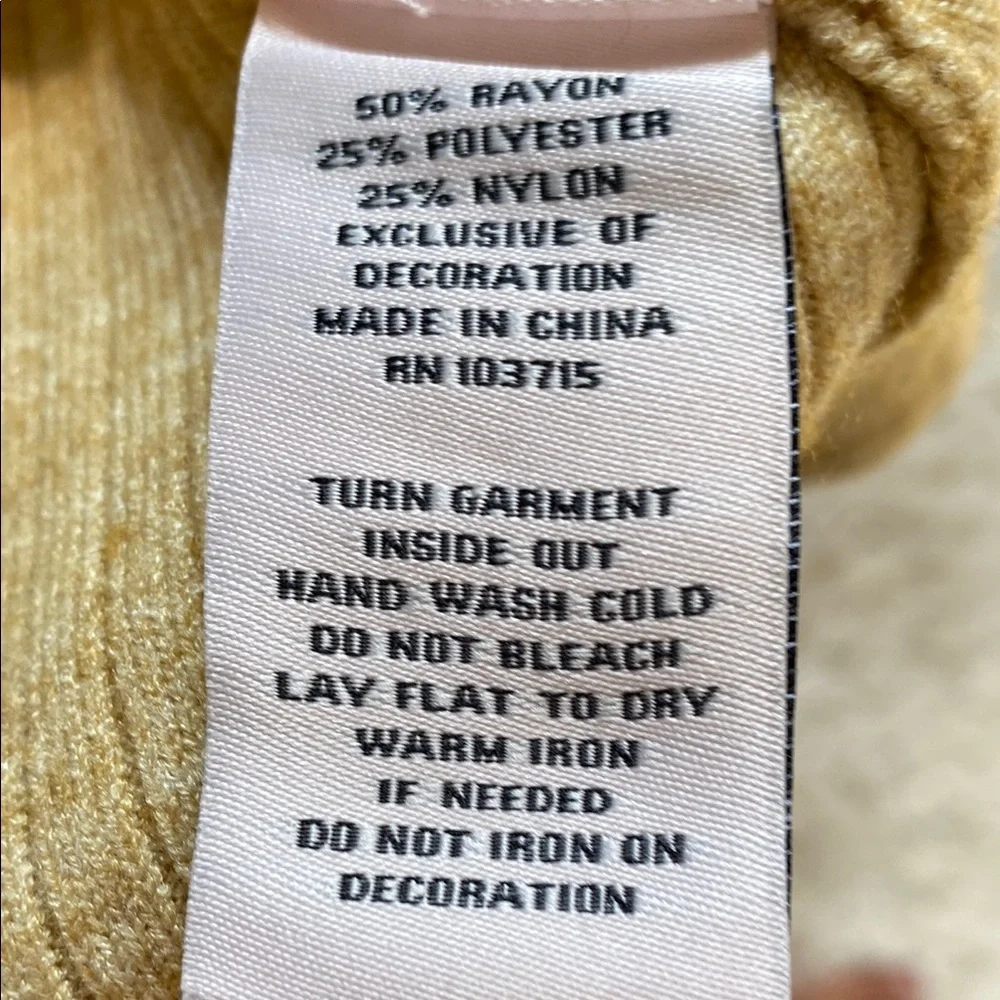 50% RAYON
25% POLYESTER
25% NYLON
EXCLUSIVE OF
DECORATION
MADE IN CHINA
RN 103715
TURN GARMENT
INSIDE OUT
HAND WASH COLD
DO NOT BLEACH
LAY FLAT TO DRY
WARM IRON
IF NEEDED
DO NOT IRON ON
DECORATION